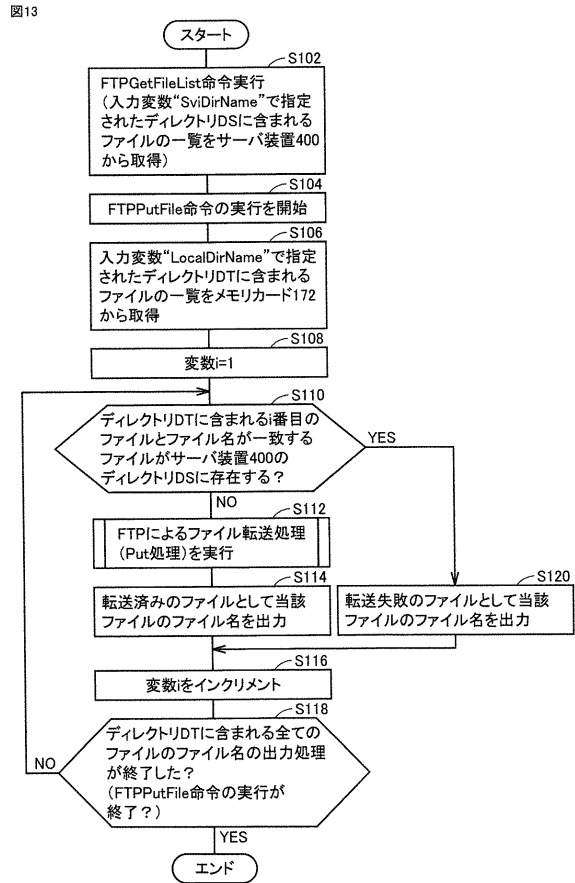 図13
スタート
S102
FTPGetFileList命令実行
(入力変数“SviDirName”で指定
されたディレクトリDSに含まれる
ファイルの一覧をサーバ装置400
から取得)
S104
FTPPutFile命令の実行を開始
S106
入力変数“LocalDirName”で指定
されたディレクトリDTに含まれる
ファイルの一覧をメモリカード172
から取得
S108
変数i=1
S110
ディレクトリDTに含まれるi番目の
ファイルとファイル名が一致する
ファイルがサーバ装置400の
ディレクトリDSに存在する?
YES
NO
S112
FTPによるファイル転送処理
(Put処理)を実行
S114
転送済みのファイルとして当該
ファイルのファイル名を出力
S120
転送失敗のファイルとして当該
ファイルのファイル名を出力
S116
変数iをインクリメント
S118
ディレクトリDTに含まれる全ての
ファイルのファイル名の出力処理
が終了した?
(FTPPutFile命令の実行が
終了?)
NO
YES
エンド